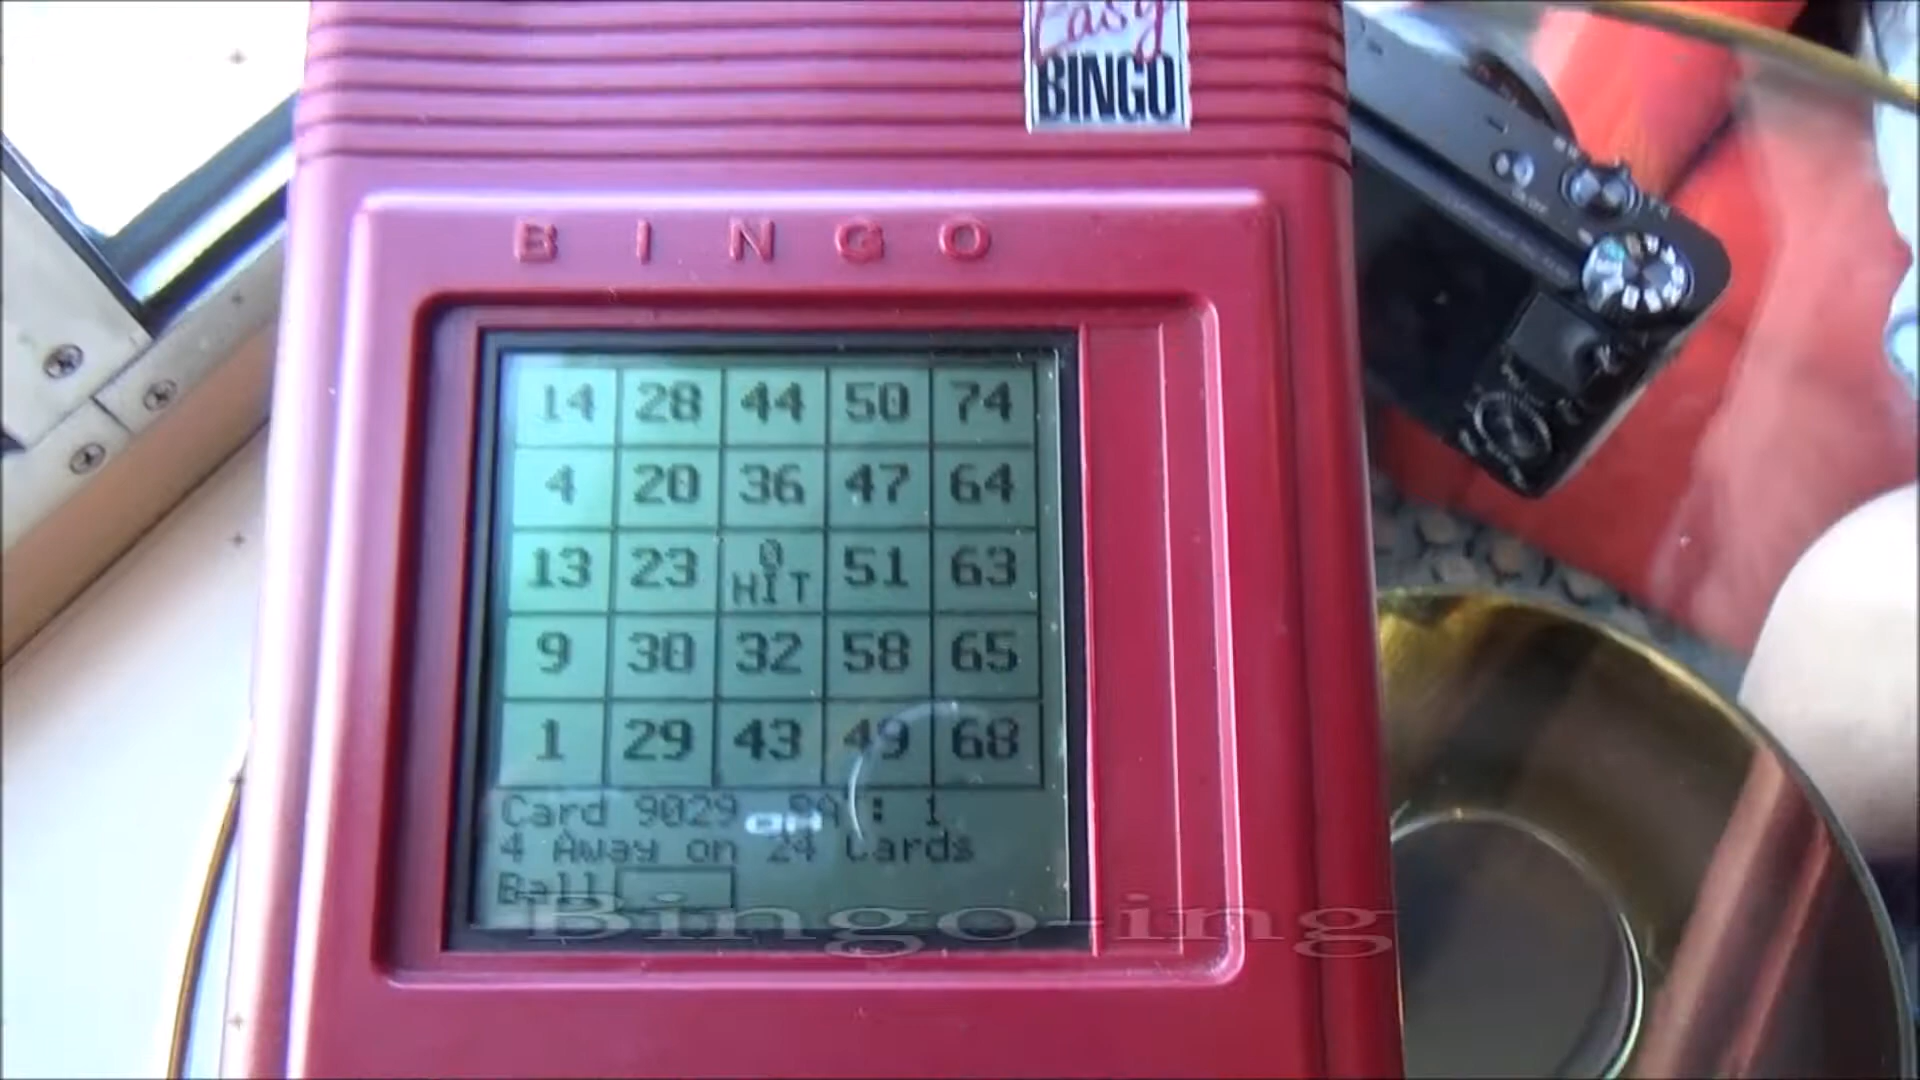 Easy
BINGO
B I N G O
14 28 44 50 74
4 20 36 47 64
13 23 0 HIT 51 63
9 30 32 58 65
1 29 43 49 68
Card 9029 : 1
4 Away on 24 Cards
Ball
Bingo-ing